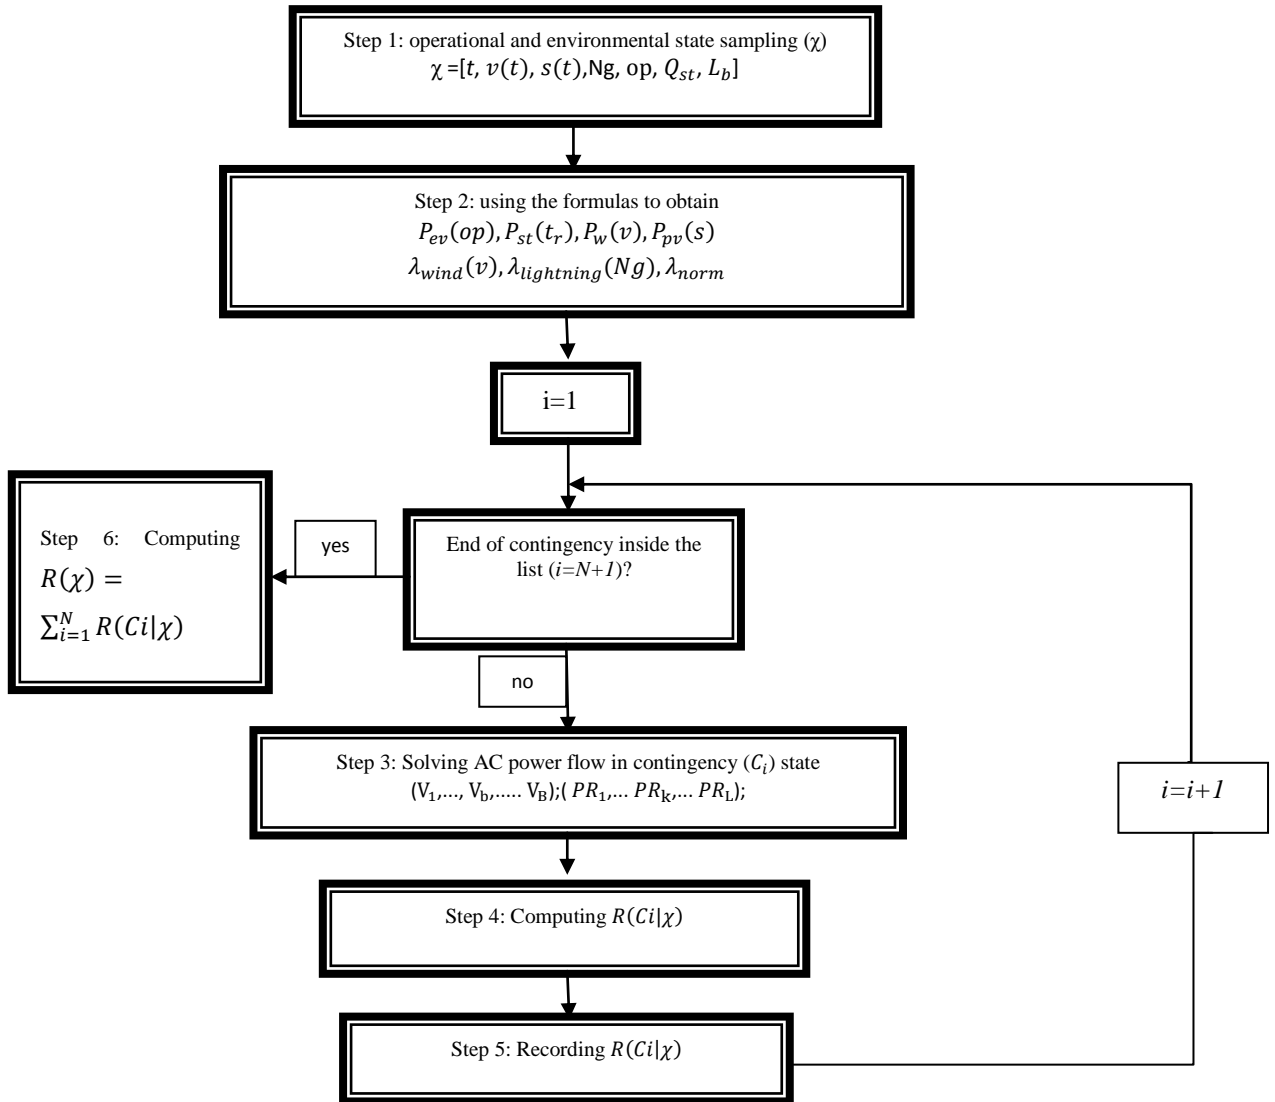 Step 1: operational and environmental state sampling (χ)
χ =[t, v(t), s(t),Ng, op, Q_st, L_b]
Step 2: using the formulas to obtain
P_ev(op), P_st(t_r), P_w(v), P_pv(s)
λ_wind(v), λ_lightning(Ng), λ_norm
i=1
End of contingency inside the
list (i=N+1)?
yes
Step 6: Computing
R(χ) =
∑_{i=1}^{N} R(Ci|χ)
no
Step 3: Solving AC power flow in contingency (C_i) state
(V_1,..., V_b,..... V_B);( PR_1,... PR_k,... PR_L);
i=i+1
Step 4: Computing R(Ci|χ)
Step 5: Recording R(Ci|χ)